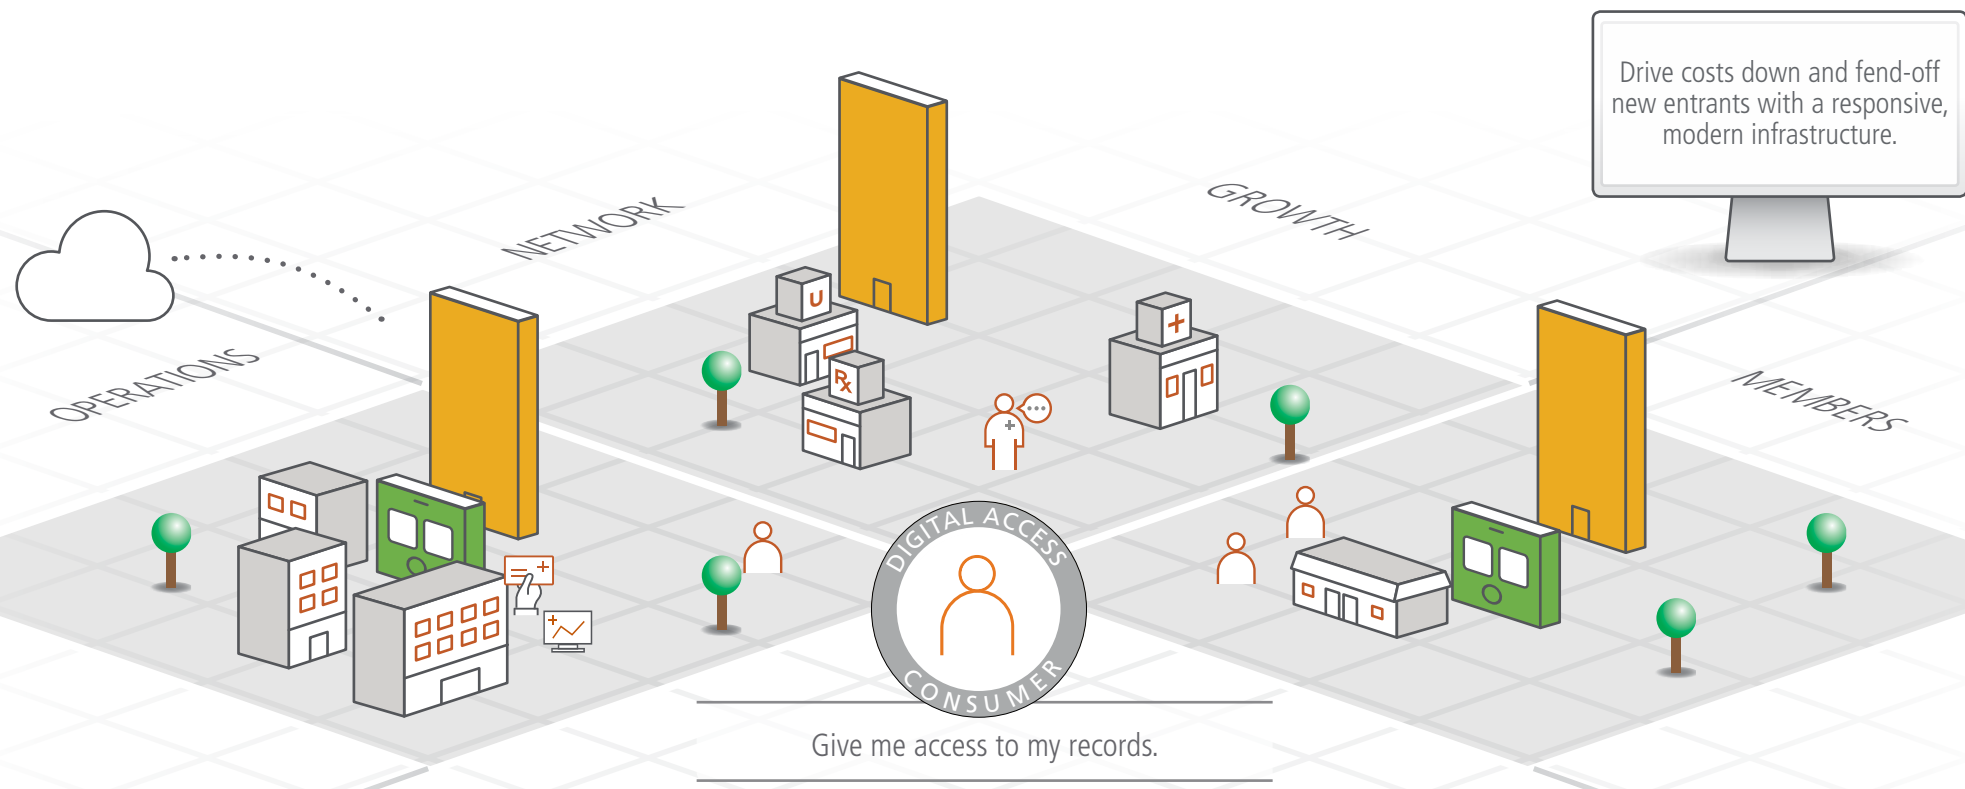 Drive costs down and fend-off
new entrants with a responsive,
modern infrastructure.
NETWORK
GROWTH
OPERATIONS
MEMBERS
U
Rx
DIGITAL ACCESS
CONSUMER
Give me access to my records.